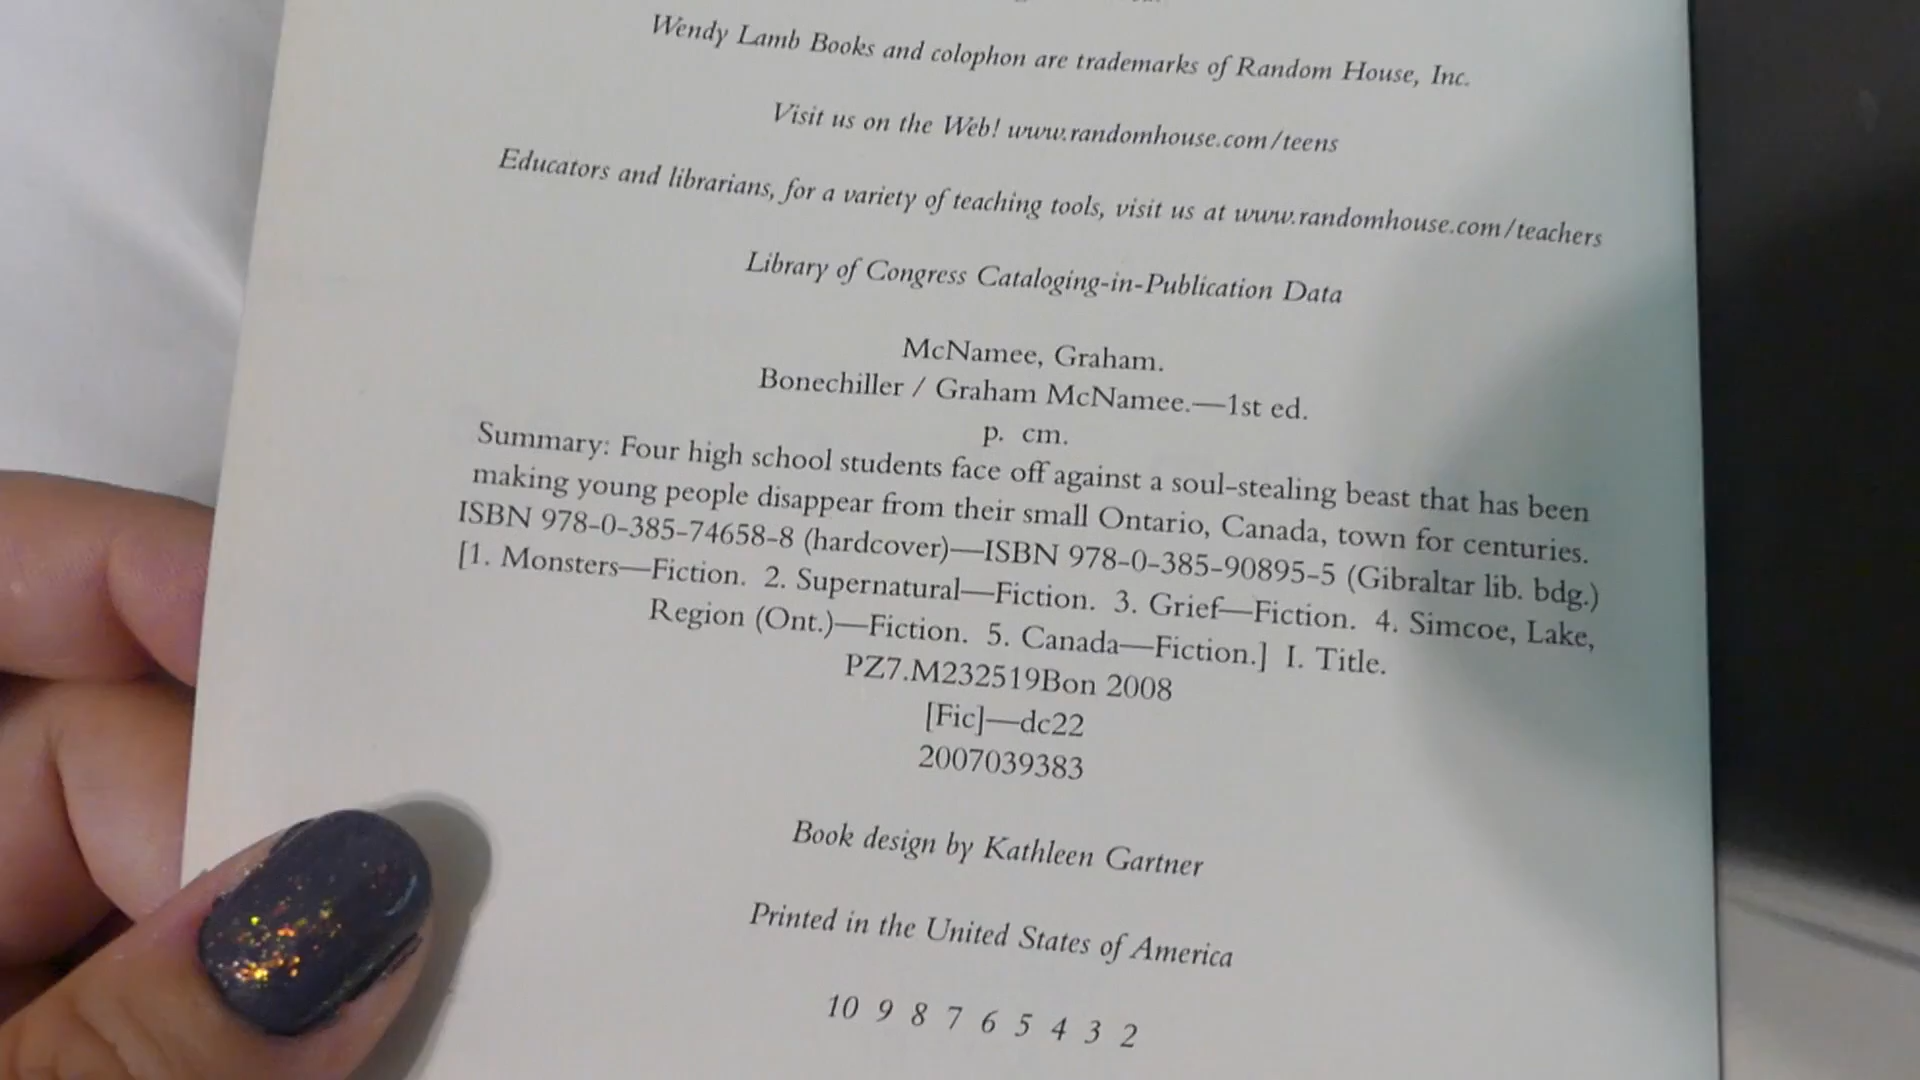 Wendy Lamb Books and colophon are trademarks of Random House, Inc.
Visit us on the Web! www.randomhouse.com/teens
Educators and librarians, for a variety of teaching tools, visit us at www.randomhouse.com/teachers
Library of Congress Cataloging-in-Publication Data
McNamee, Graham.
Bonechiller / Graham McNamee.—1st ed.
p. cm.
Summary: Four high school students face off against a soul-stealing beast that has been
making young people disappear from their small Ontario, Canada, town for centuries.
ISBN 978-0-385-74658-8 (hardcover)—ISBN 978-0-385-90895-5 (Gibraltar lib. bdg.)
[1. Monsters—Fiction. 2. Supernatural—Fiction. 3. Grief—Fiction. 4. Simcoe, Lake,
Region (Ont.)—Fiction. 5. Canada—Fiction.] I. Title.
PZ7.M232519Bon 2008
[Fic]—dc22
2007039383
Book design by Kathleen Gartner
Printed in the United States of America
10 9 8 7 6 5 4 3 2